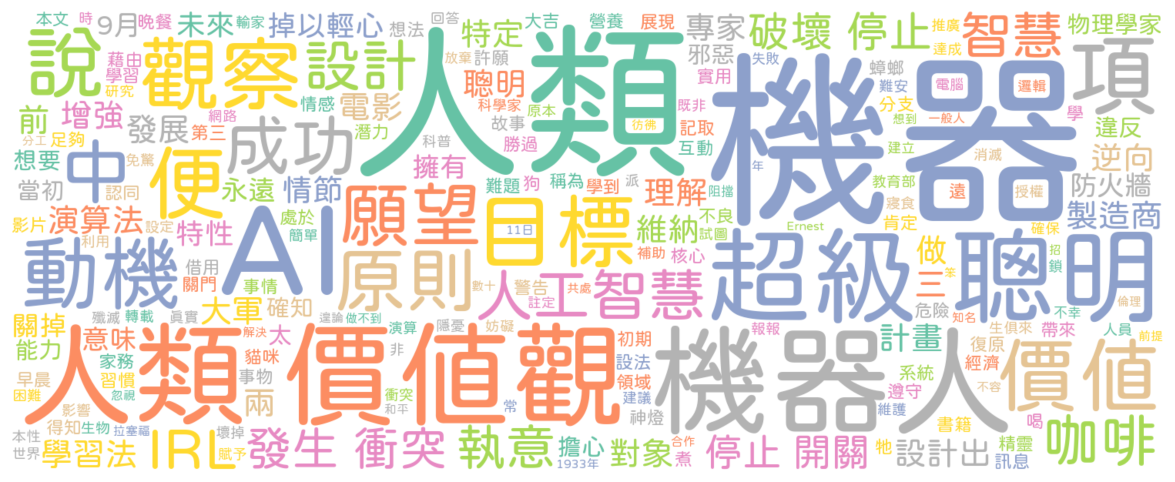 本文 時 9月 晚餐 未來 輸家 掉以輕心 想法 回答 大吉 營養 展現 專家 破壞 停止 推廣 智慧 物理學家
說 藉由 學習 研究 觀察 設計 人類 放棄 許願 特定 邪惡 實用 失敗 蟑螂 達成 電腦 邏輯 項
前 增強 網路 情感 電影 聰明 科學家 原本 故事 彷彿 既非 記取 機器 難安 分支 想到 一般人 學 違反
分工 足夠 發展 第三 成功 潛力 科普 勝過 互動 年 建立 消滅 逆向
想要 中 免驚 便 永遠 情節 擁有 難題 狗 稱為 學到 派 理解 阻擋 教育部 遠 授權 防火牆
當初 認同 願望 目標 維納 不良 試圖 寢食 肯定 製造商
影片 演算法 設定 特性 處於 簡單 AI 11日 Ernest 確保
動機 利用 借用 關門 事情 原則 數十 人工智慧 警告 補助 核心 超級 聰明 做 三 招 鎖 笨
殲滅 轉載 眞實 大軍 確知 註定 共處 危險 知名 不幸 倫理
關掉 能力 意味 家務 違論 解決 做不到 太 演算 隱憂 妨礙 初期 報報 計畫 生俱來 帶來 人員 前提
早晨 困難 習慣 忽視 人類 貓咪 事物 兩 非 價值觀 設法 領域 建議 機器人 系統 遵守 維護 復原 經濟 不容 價值
影響 得知 生物 拉塞福 壞掉 衝突 和平 常 神燈 書籍 喝
本性 世界 學習法 IRL 賦予 發生 衝突 執意 擔心 1933年 對象 合作 煮 停止 開關 牠 設計出 精靈 訊息 咖啡